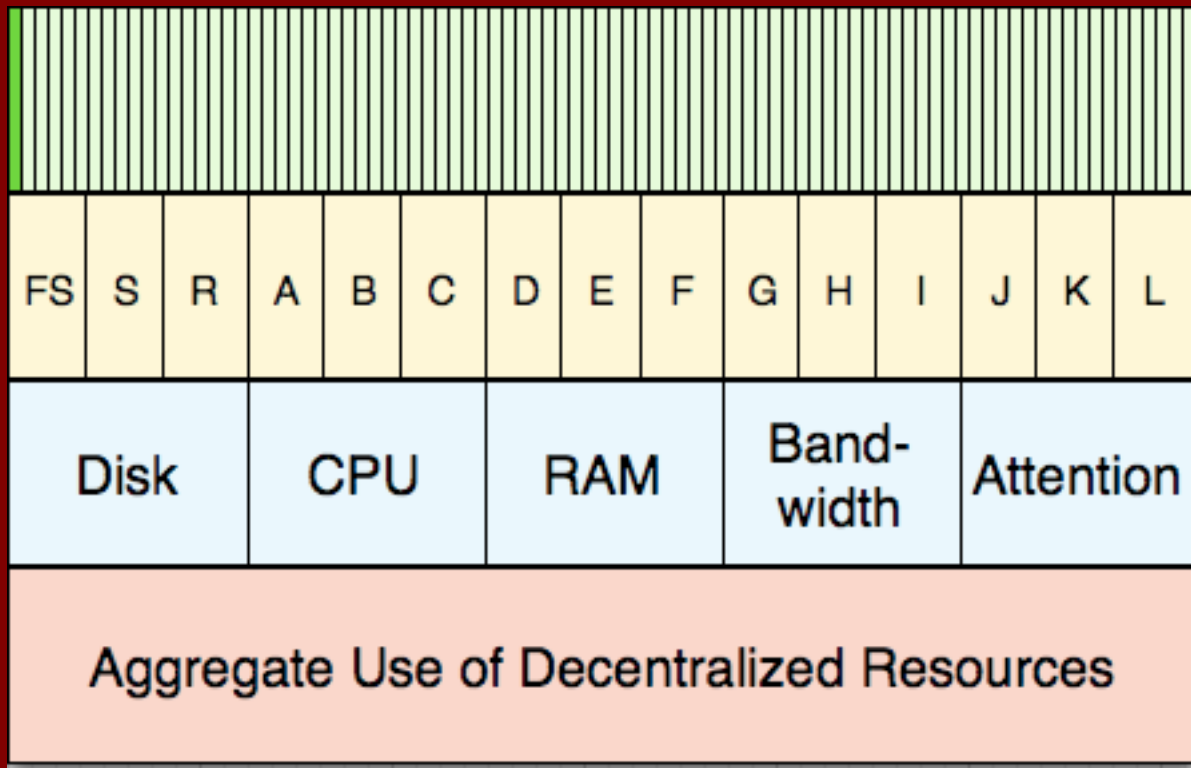 FS S R A B C D E F G H I J K L
Disk CPU RAM Band-
width Attention
Aggregate Use of Decentralized Resources